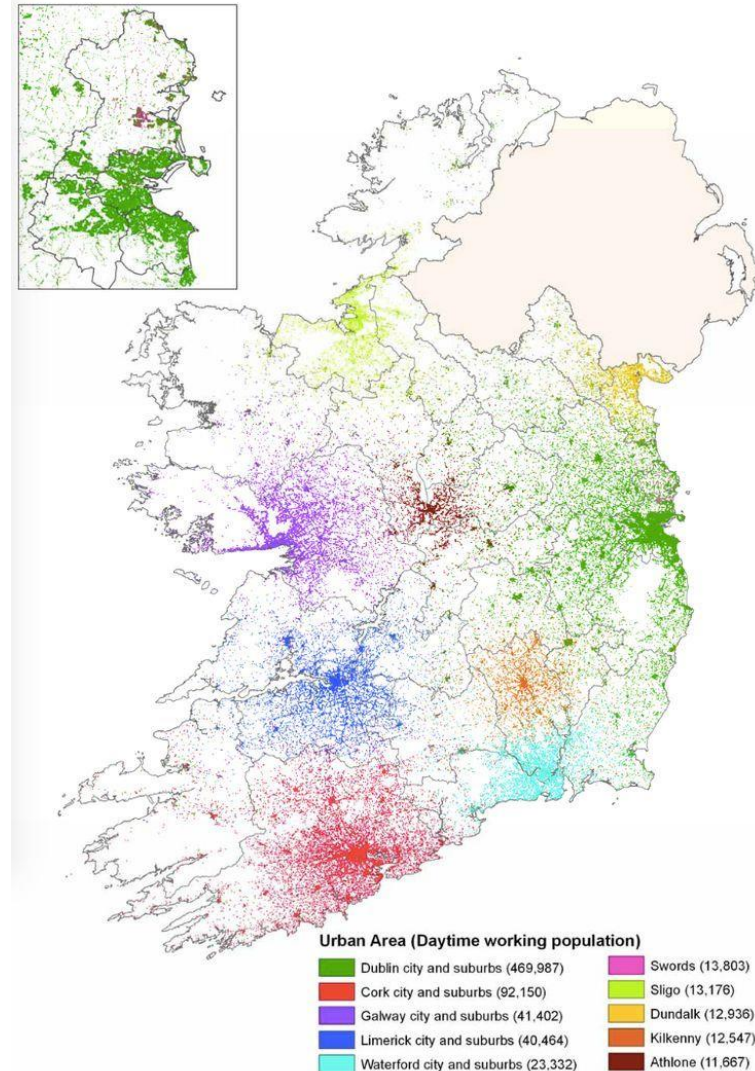 Urban Area (Daytime working population)
Dublin city and suburbs (469,987)
Cork city and suburbs (92,150)
Galway city and suburbs (41,402)
Limerick city and suburbs (40,464)
Waterford city and suburbs (23,332)
Swords (13,803)
Sligo (13,176)
Dundalk (12,936)
Kilkenny (12,547)
Athlone (11,667)